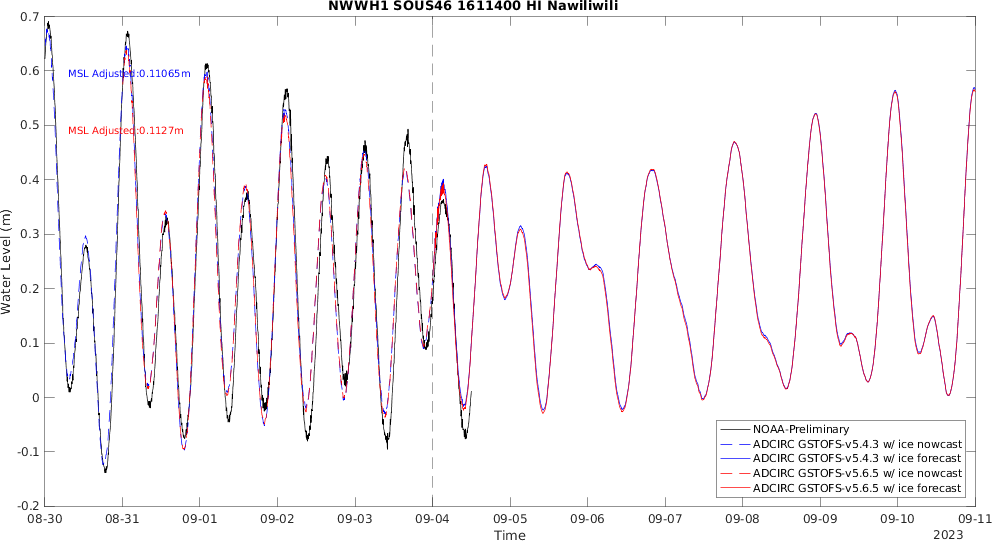 NWWH1 SOUS46 1611400 HI Nawiliwili
0.7
0.6
0.5
0.4
0.3
0.2
0.1
0
-0.1
-0.2
Water Level (m)
MSL Adjusted:0.11065m
MSL Adjusted:0.1127m
NOAA-Preliminary
ADCIRC GSTOFS-v5.4.3 w/ ice nowcast
ADCIRC GSTOFS-v5.4.3 w/ ice forecast
ADCIRC GSTOFS-v5.6.5 w/ ice nowcast
ADCIRC GSTOFS-v5.6.5 w/ ice forecast
08-30 08-31 09-01 09-02 09-03 09-04 09-05 09-06 09-07 09-08 09-09 09-10 09-11
Time
2023